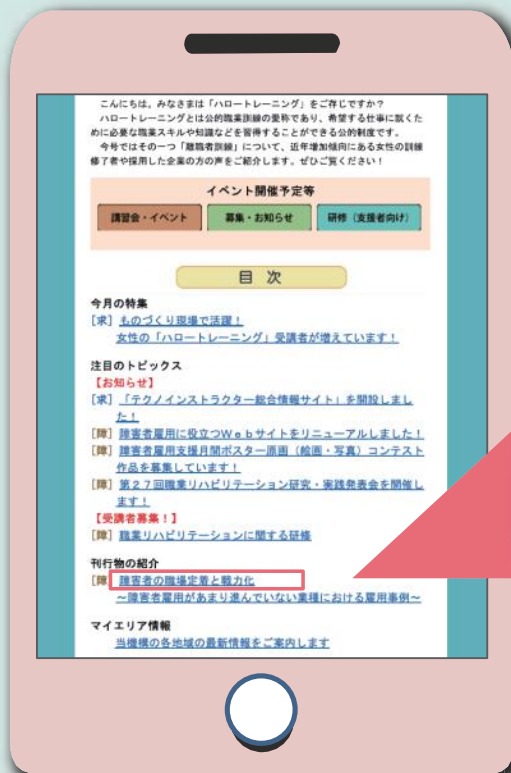 こんにちは。みなさまは「ハロートレーニング」をご存じですか？
ハロートレーニングとは公的職業訓練の愛称であり、希望する仕事に就くた
めに必要な職業スキルや知識などを習得することができる公的制度です。
今号ではその一つ「離職者訓練」について、近年増加傾向にある女性の訓練
修了者や採用した企業の方の声をご紹介します。ぜひご覧ください！
イベント開催予定等
講習会・イベント 募集・お知らせ 研修（支援者向け）
目 次
今月の特集
［求］ものづくり現場で活躍！
女性の「ハロートレーニング」受講者が増えています！
注目のトピックス
【お知らせ】
［求］「テクノインストラクター総合情報サイト」を開設しまし
た！
［障］障害者雇用に役立つＷｅｂサイトをリニューアルしました！
［障］障害者雇用支援月間ポスター原画（絵画・写真）コンテスト
作品を募集しています！
［障］第２７回職業リハビリテーション研究・実践発表会を開催し
ます！
【受講者募集！】
［障］職業リハビリテーションに関する研修
刊行物の紹介
［障］障害者の職場定着と戦力化
～障害者雇用があまり進んでいない業種における雇用事例～
マイエリア情報
当機構の各地域の最新情報をご案内します